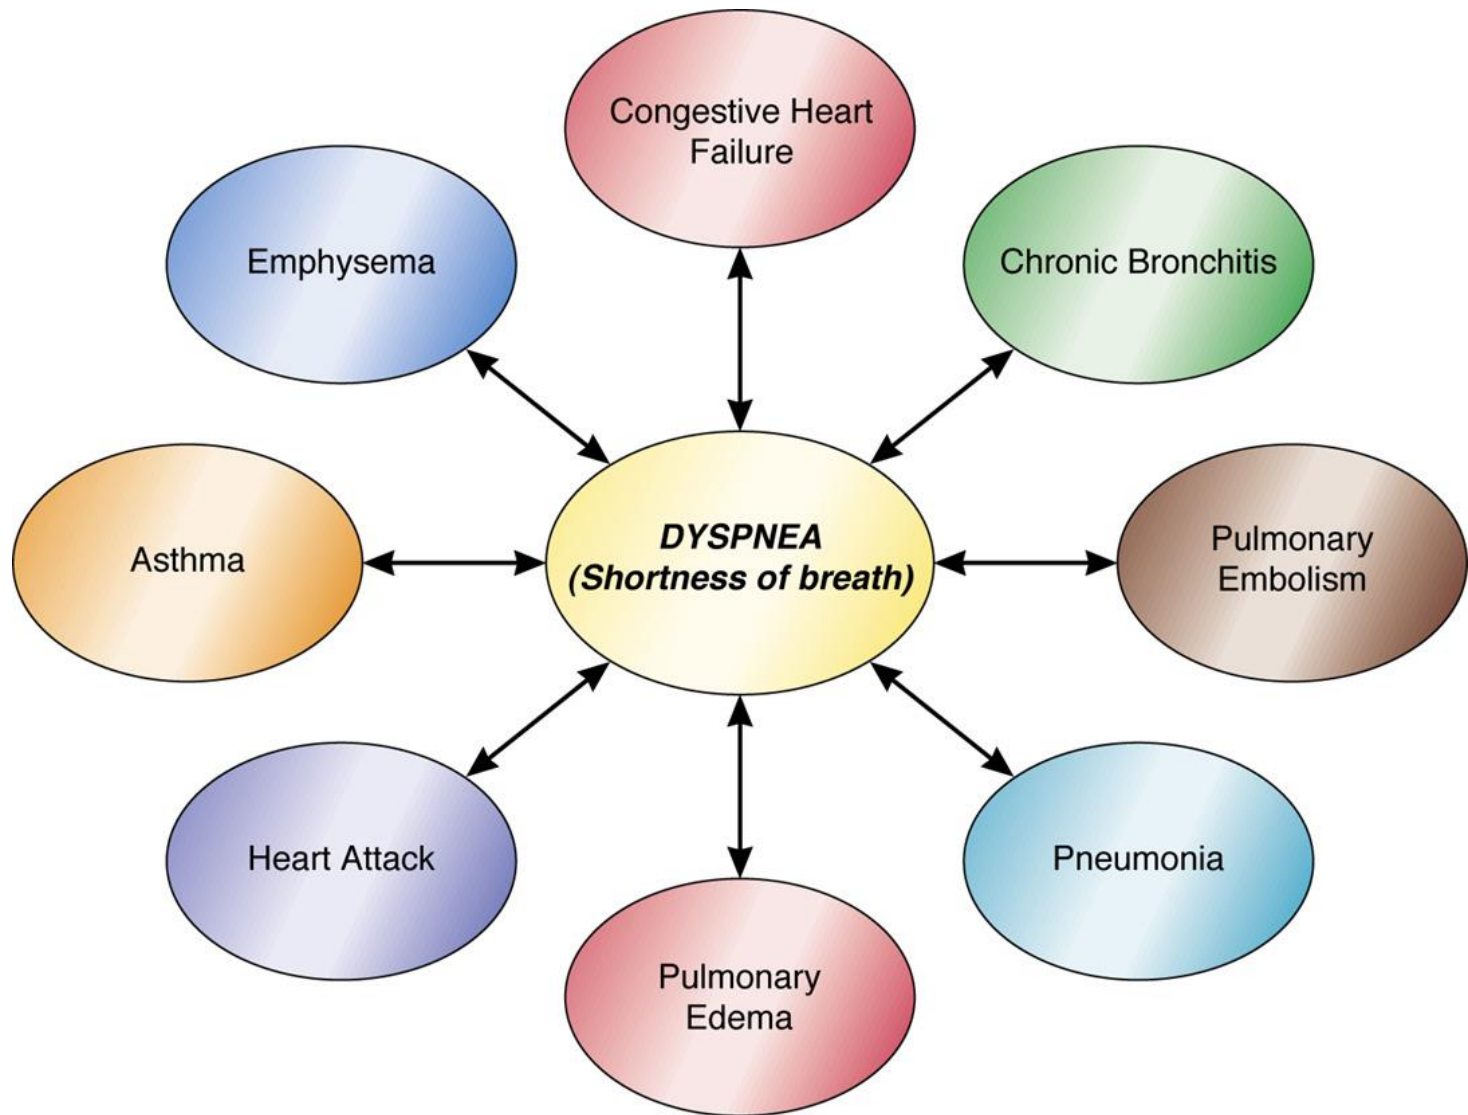 Congestive Heart
Failure
Emphysema
Chronic Bronchitis
DYSPNEA
(Shortness of breath)
Asthma
Pulmonary
Embolism
Heart Attack
Pneumonia
Pulmonary
Edema